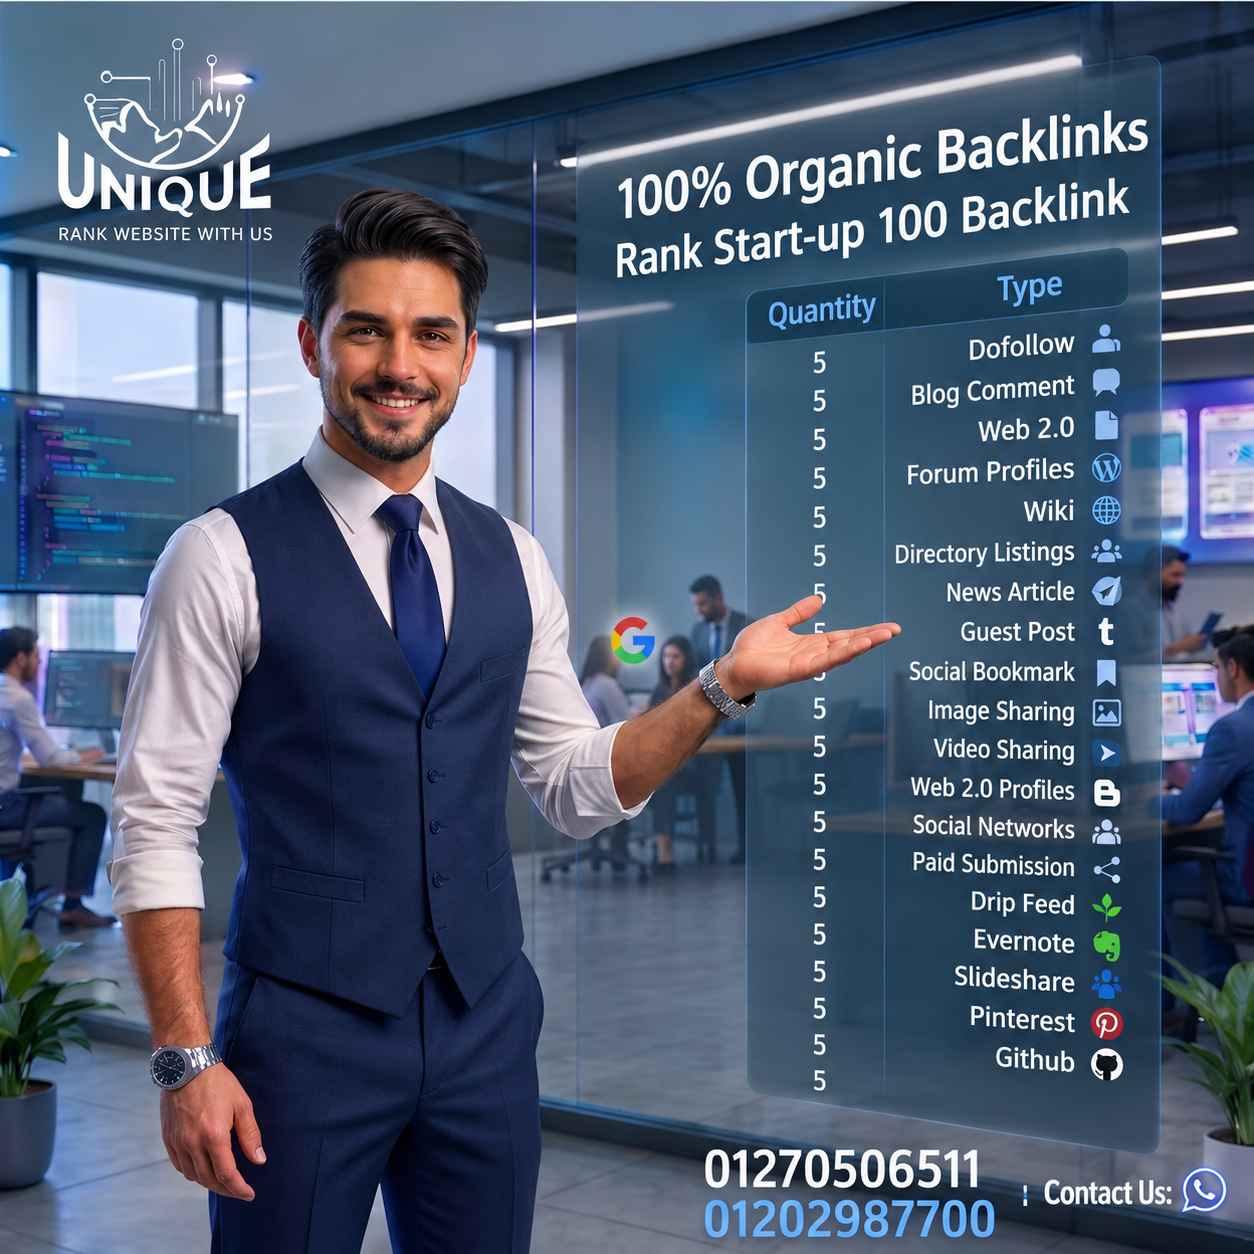 UNIQUE
RANK WEBSITE WITH US
100% Organic Backlinks
Rank Start-up 100 Backlink
Quantity Type
5 Dofollow
5 Blog Comment
5 Web 2.0
5 Forum Profiles
5 Wiki
5 Directory Listings
5 News Article
5 Guest Post
5 Social Bookmark
5 Image Sharing
5 Video Sharing
5 Web 2.0 Profiles
5 Social Networks
5 Paid Submission
5 Drip Feed
5 Evernote
5 Slideshare
5 Pinterest
5 Github
5
01270506511
01202987700
: Contact Us: